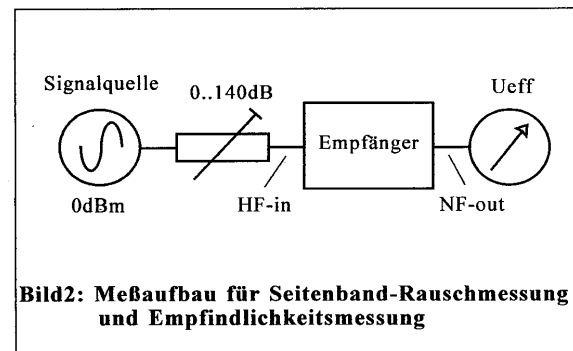 Signalquelle
0..140dB
Ueff
Empfänger
0dBm
HF-in
NF-out
Bild2: Meßaufbau für Seitenband-Rauschmessung
und Empfindlichkeitsmessung